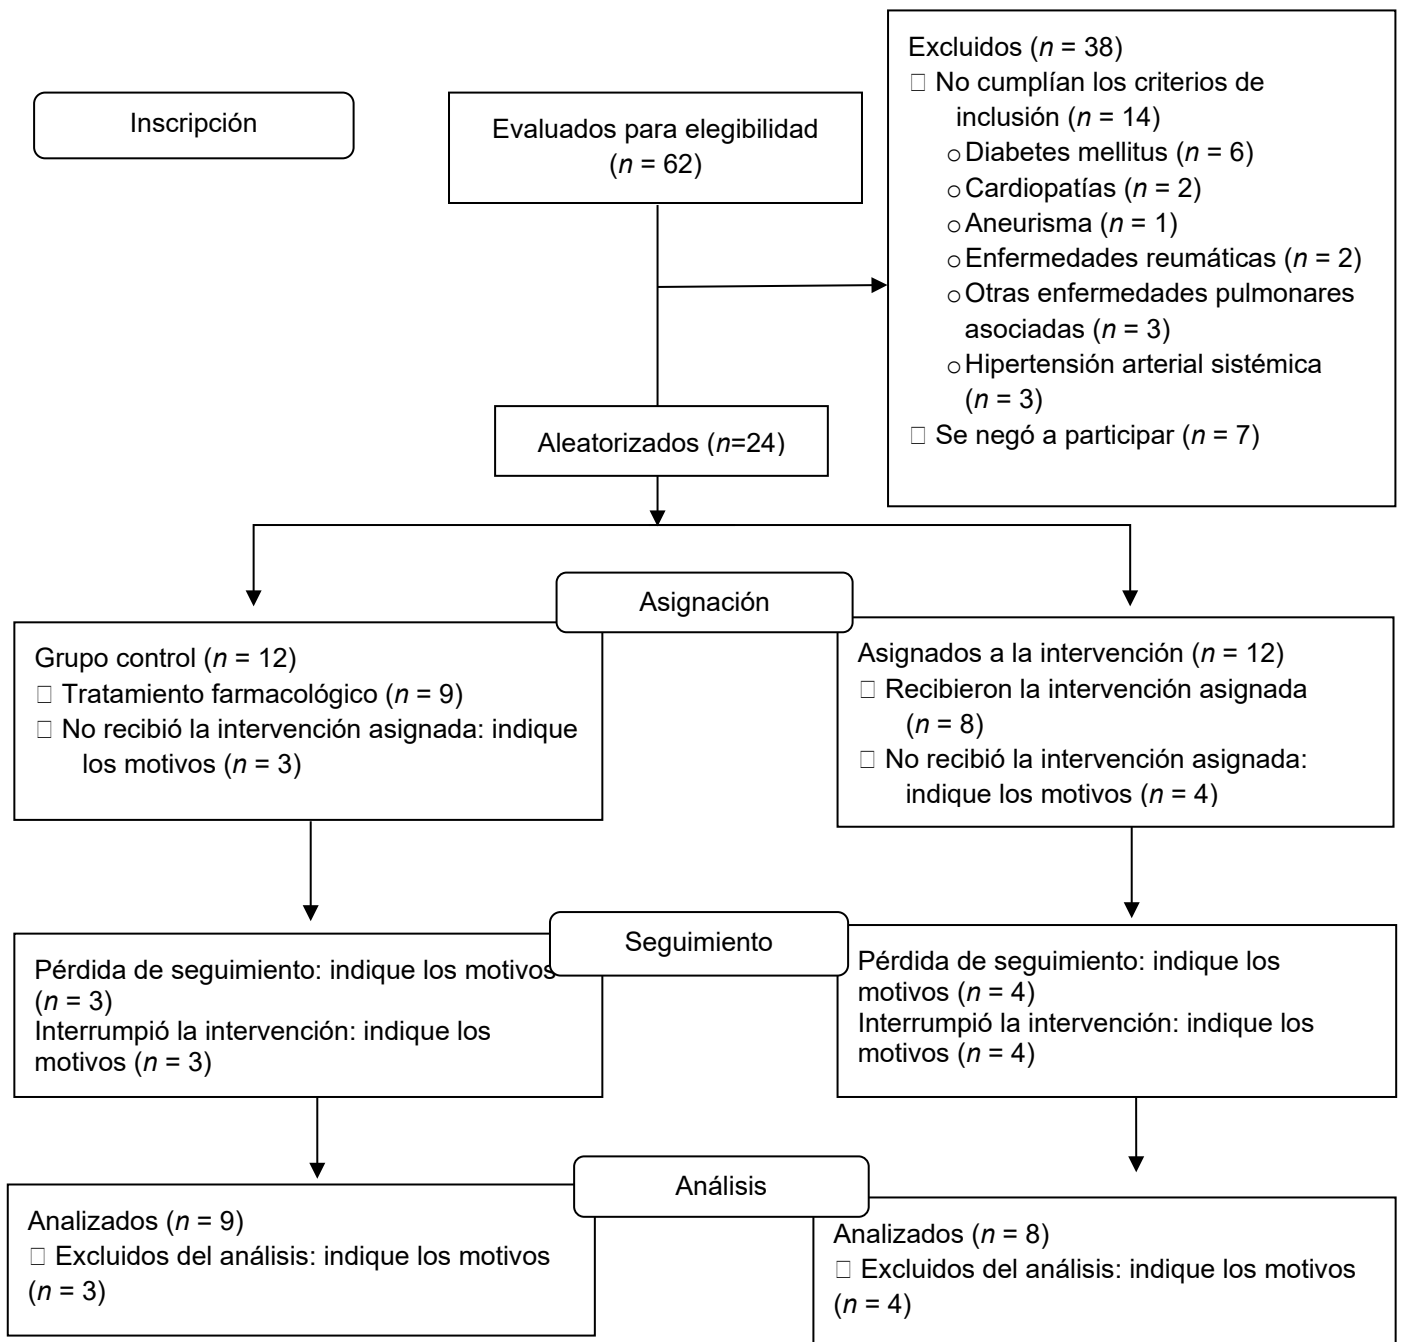 Inscripción
Evaluados para elegibilidad
(n = 62)
Excluidos (n = 38)
□ No cumplían los criterios de
inclusión (n = 14)
○ Diabetes mellitus (n = 6)
○ Cardiopatías (n = 2)
○ Aneurisma (n = 1)
○ Enfermedades reumáticas (n = 2)
○ Otras enfermedades pulmonares
asociadas (n = 3)
○ Hipertensión arterial sistémica
(n = 3)
□ Se negó a participar (n = 7)
Aleatorizados (n=24)
Asignación
Grupo control (n = 12)
□ Tratamiento farmacológico (n = 9)
□ No recibió la intervención asignada: indique
los motivos (n = 3)
Asignados a la intervención (n = 12)
□ Recibieron la intervención asignada
(n = 8)
□ No recibió la intervención asignada:
indique los motivos (n = 4)
Seguimiento
Pérdida de seguimiento: indique los motivos
(n = 3)
Interrumpió la intervención: indique los
motivos (n = 3)
Pérdida de seguimiento: indique los
motivos (n = 4)
Interrumpió la intervención: indique los
motivos (n = 4)
Análisis
Analizados (n = 9)
□ Excluidos del análisis: indique los motivos
(n = 3)
Analizados (n = 8)
□ Excluidos del análisis: indique los motivos
(n = 4)